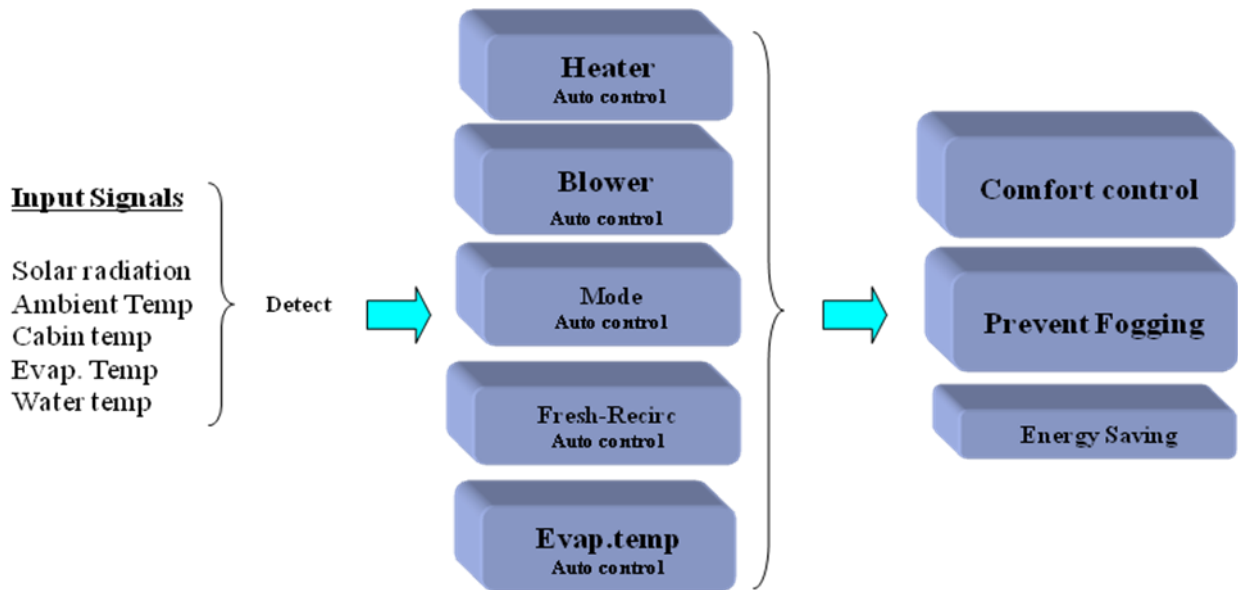 Input Signals
Solar radiation
Ambient Temp
Cabin temp
Evap. Temp
Water temp
Detect
Heater
Auto control
Blower
Auto control
Mode
Auto control
Fresh-Recirc
Auto control
Evap.temp
Auto control
Comfort control
Prevent Fogging
Energy Saving